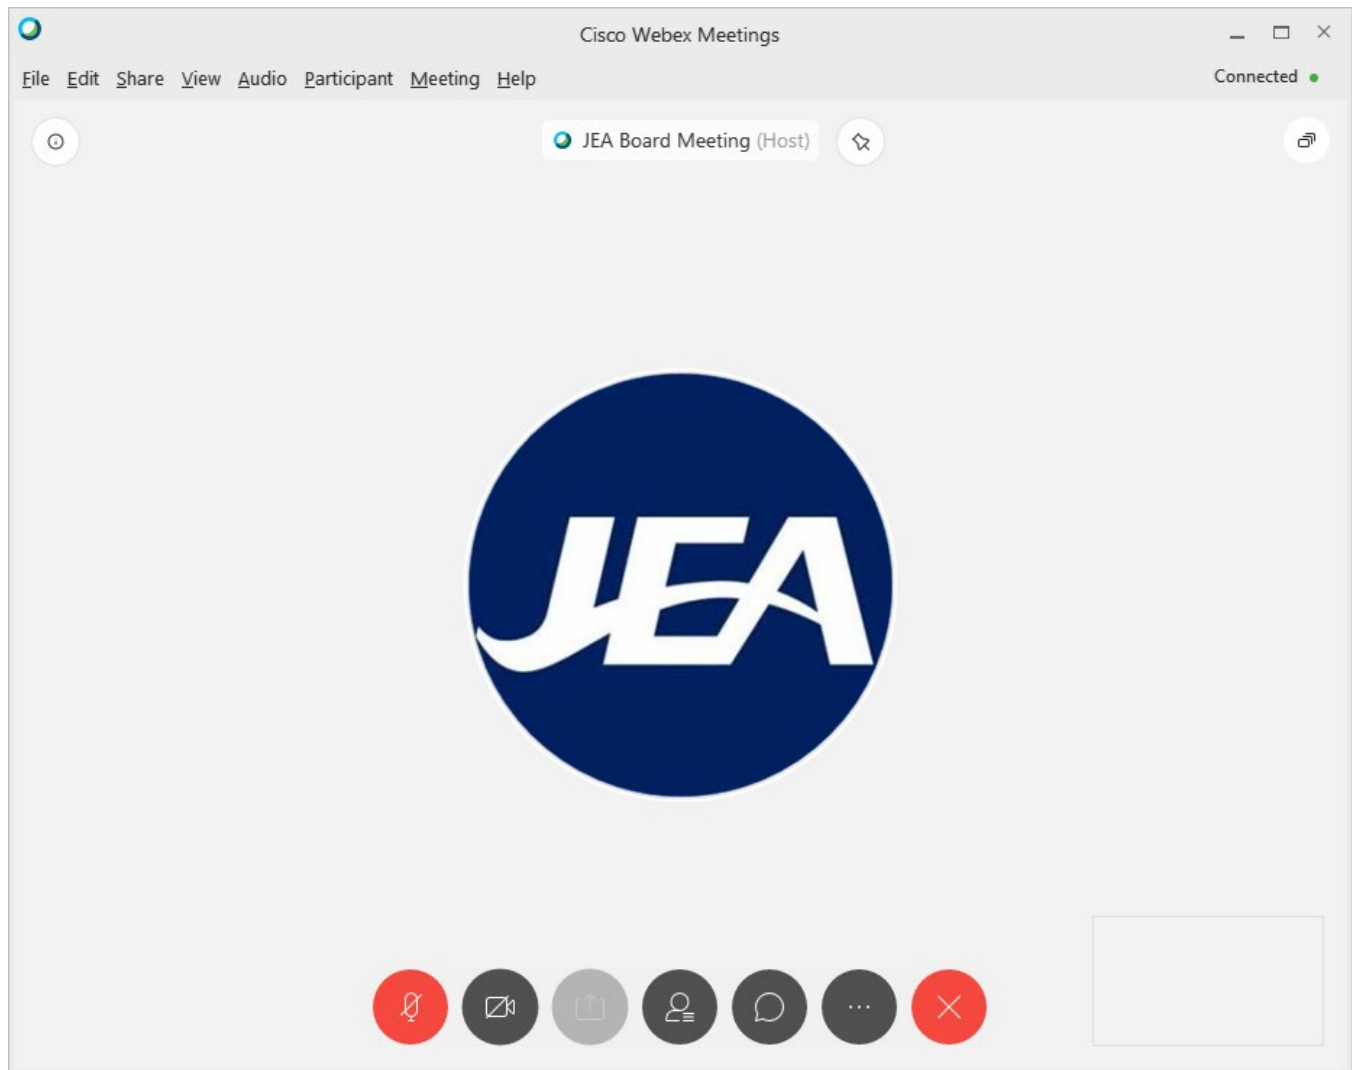 Cisco Webex Meetings
File Edit Share View Audio Participant Meeting Help Connected
JEA Board Meeting (Host)
JEA